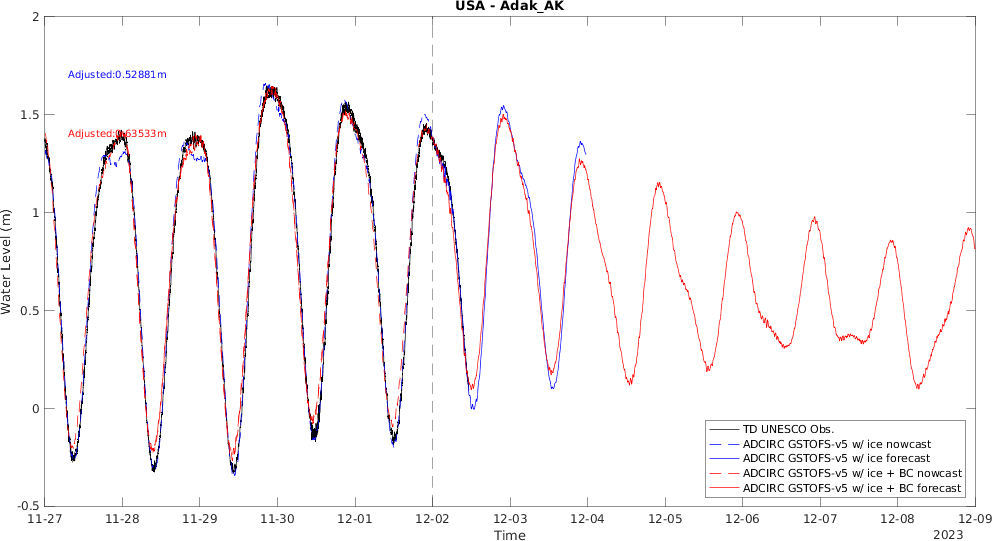 USA - Adak_AK
2
1.5
1
0.5
0
-0.5
Water Level (m)
Adjusted:0.52881m
Adjusted:0.63533m
TD UNESCO Obs.
ADCIRC GSTOFS-v5 w/ ice nowcast
ADCIRC GSTOFS-v5 w/ ice forecast
ADCIRC GSTOFS-v5 w/ ice + BC nowcast
ADCIRC GSTOFS-v5 w/ ice + BC forecast
11-27 11-28 11-29 11-30 12-01 12-02 12-03 12-04 12-05 12-06 12-07 12-08 12-09
Time
2023